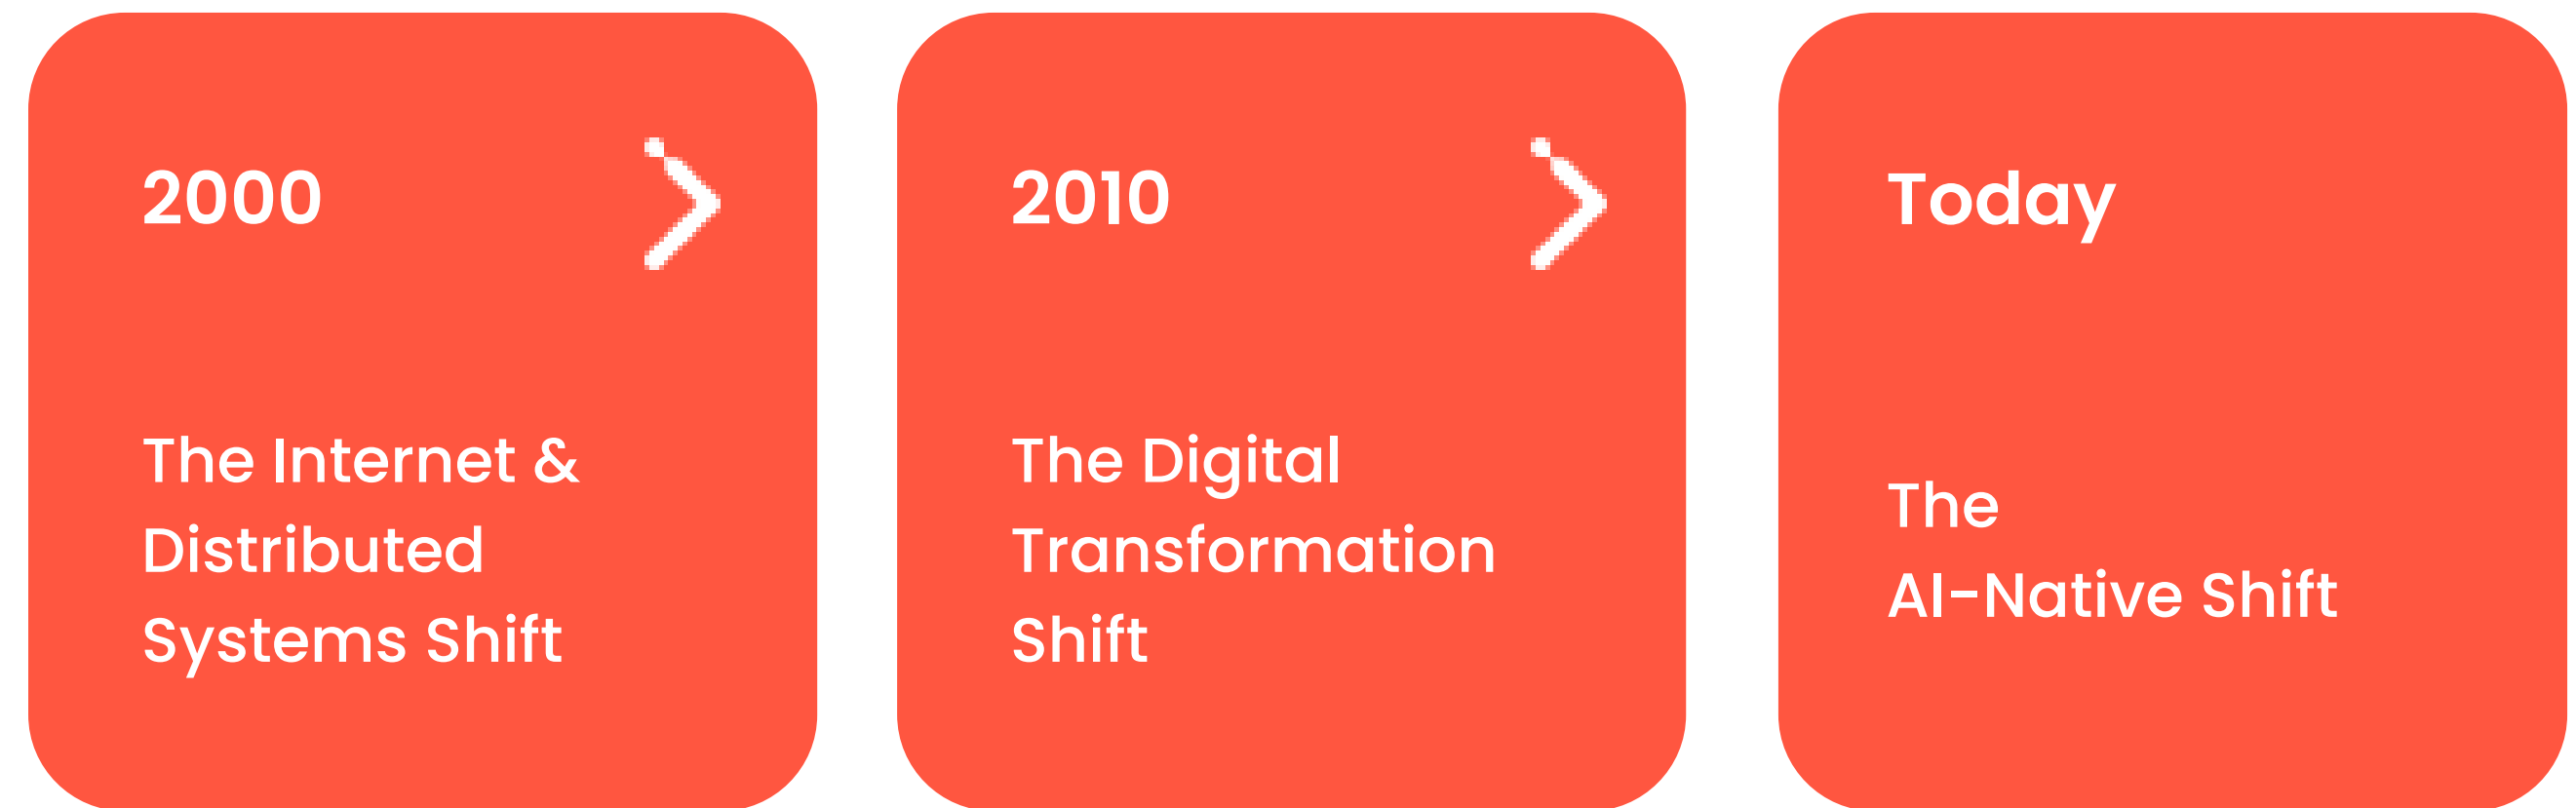 2000
The Internet &
Distributed
Systems Shift
2010
The Digital
Transformation
Shift
Today
The
AI-Native Shift